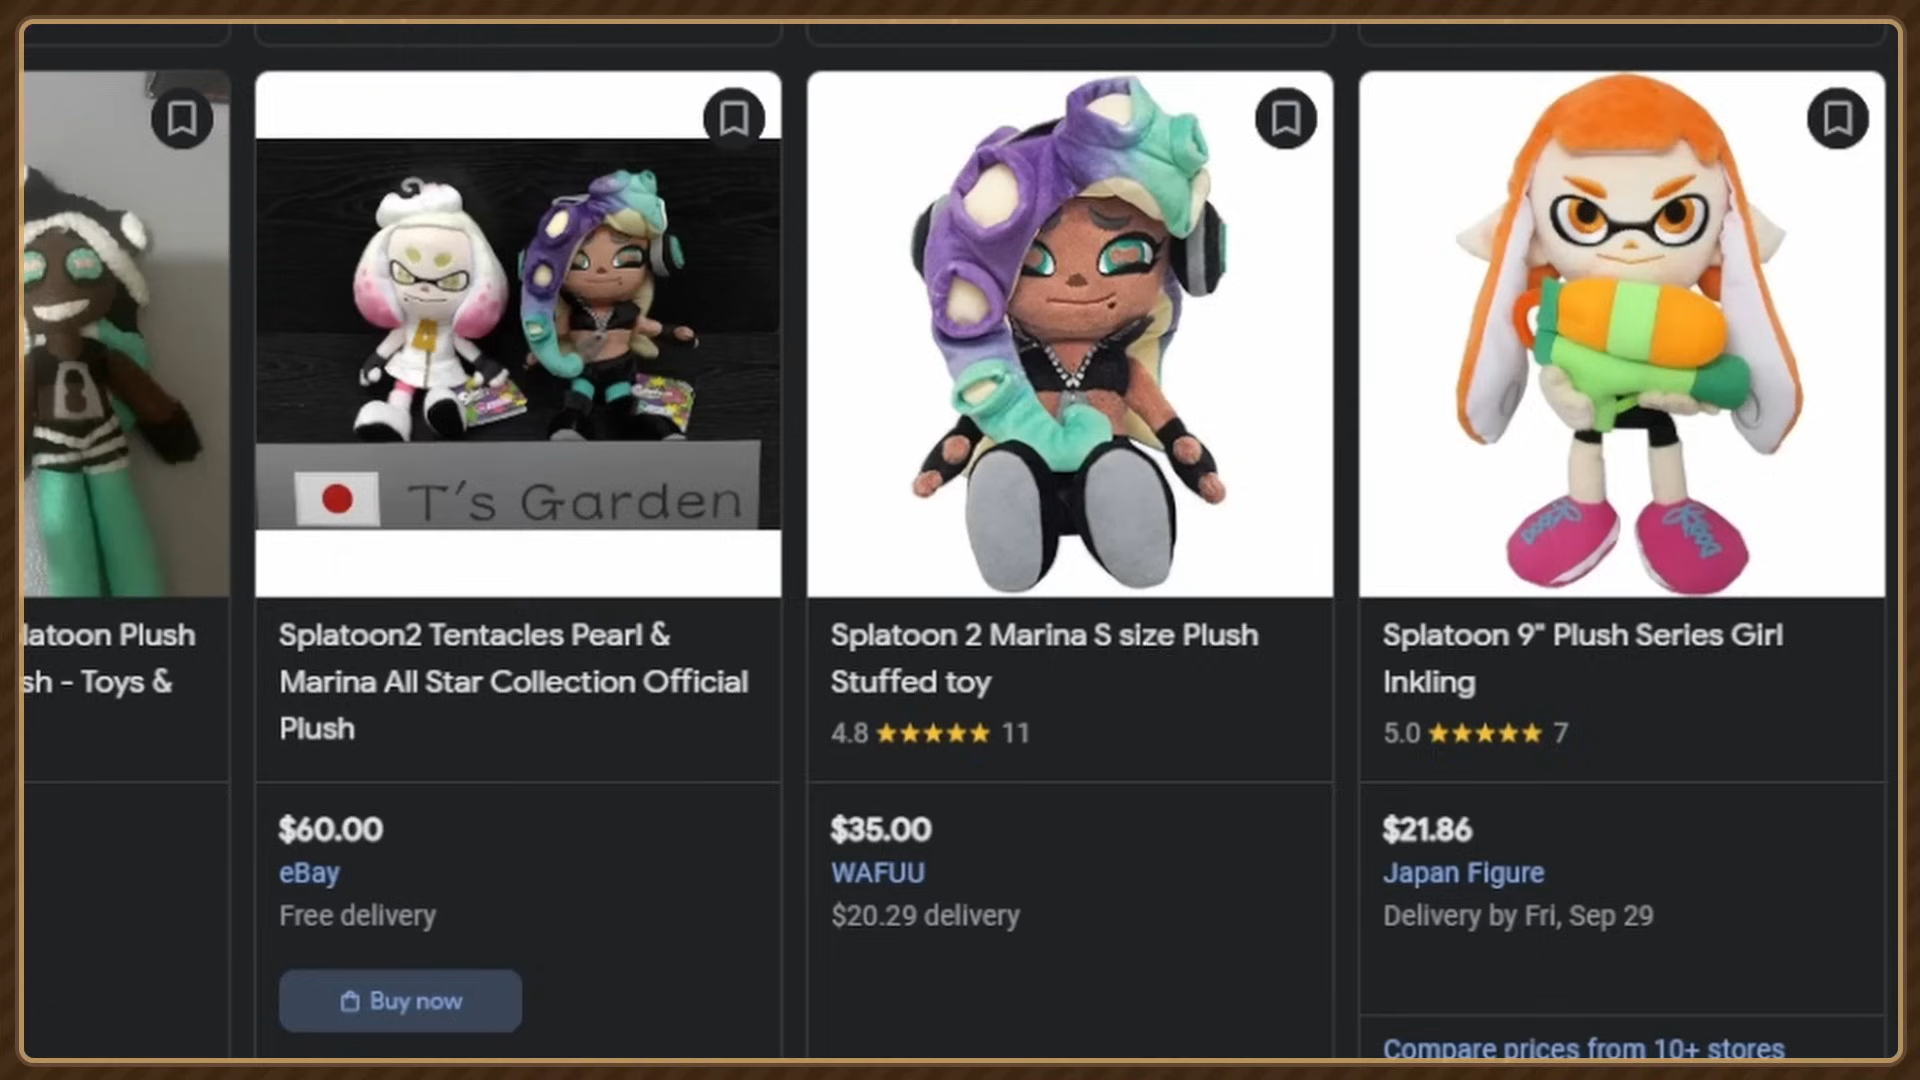 latoon Plush
sh - Toys &
T's Garden
Splatoon2 Tentacles Pearl &
Marina All Star Collection Official
Plush
$60.00
eBay
Free delivery
Buy now
Splatoon 2 Marina S size Plush
Stuffed toy
4.8 ★★★★★ 11
$35.00
WAFUU
$20.29 delivery
Splatoon 9" Plush Series Girl
Inkling
5.0 ★★★★★ 7
$21.86
Japan Figure
Delivery by Fri, Sep 29
Compare prices from 10+ stores